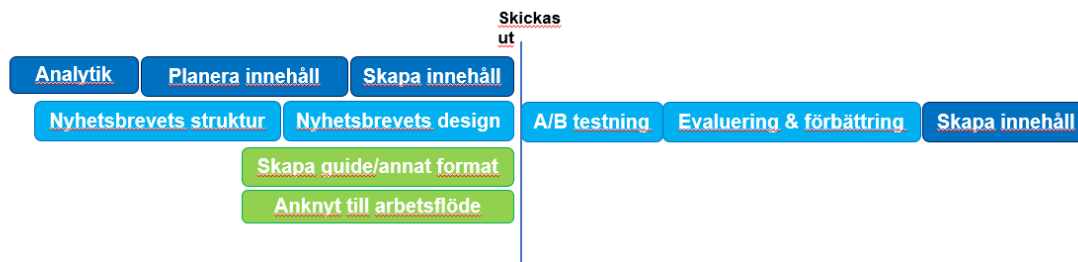 Skickas
ut
Analytik
Planera innehåll
Skapa innehåll
Nyhetsbrevets struktur
Nyhetsbrevets design
A/B testning
Evaluering & förbättring
Skapa innehåll
Skapa guide/annat format
Anknyt till arbetsflöde